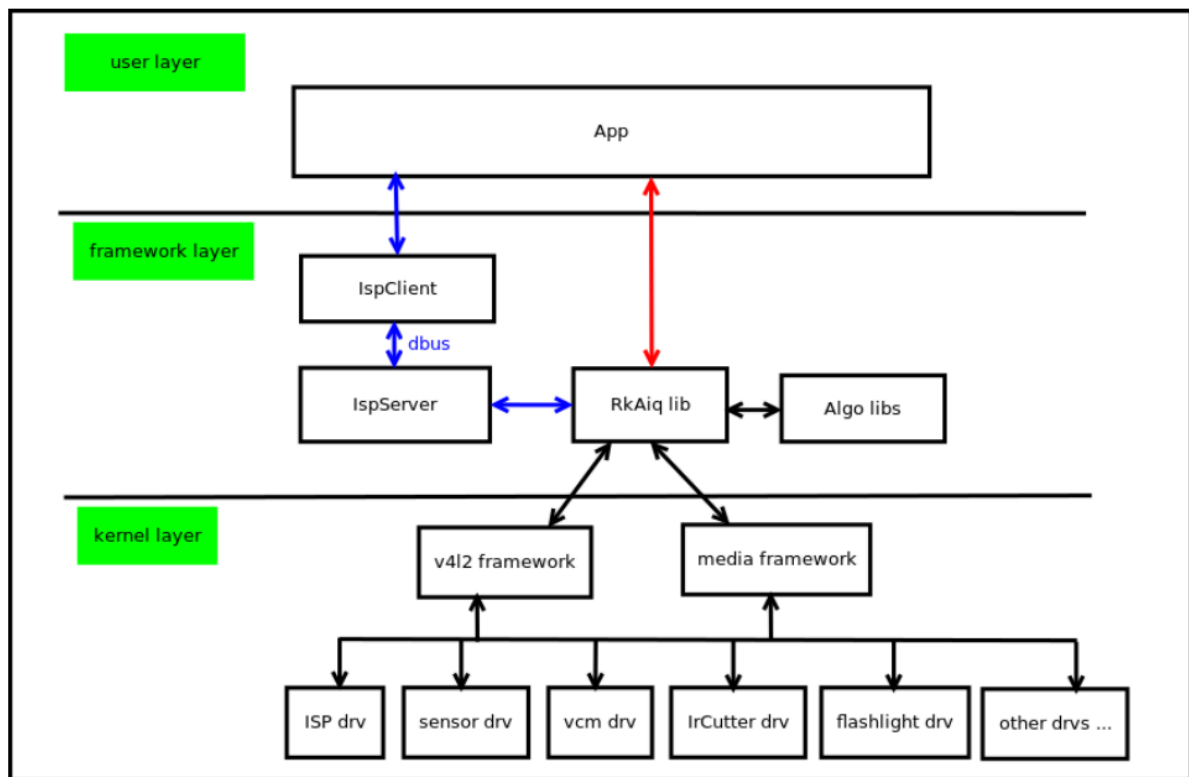 user layer
App
framework layer
IspClient
dbus
IspServer
RkAiq lib
Algo libs
kernel layer
v4l2 framework
media framework
ISP drv
sensor drv
vcm drv
IrCutter drv
flashlight drv
other drvs ...